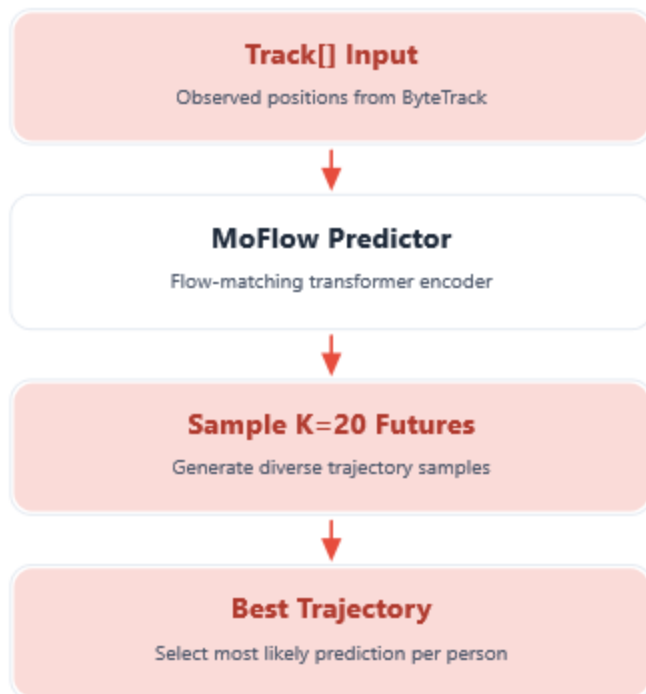 Track[] Input
Observed positions from ByteTrack
MoFlow Predictor
Flow-matching transformer encoder
Sample K=20 Futures
Generate diverse trajectory samples
Best Trajectory
Select most likely prediction per person